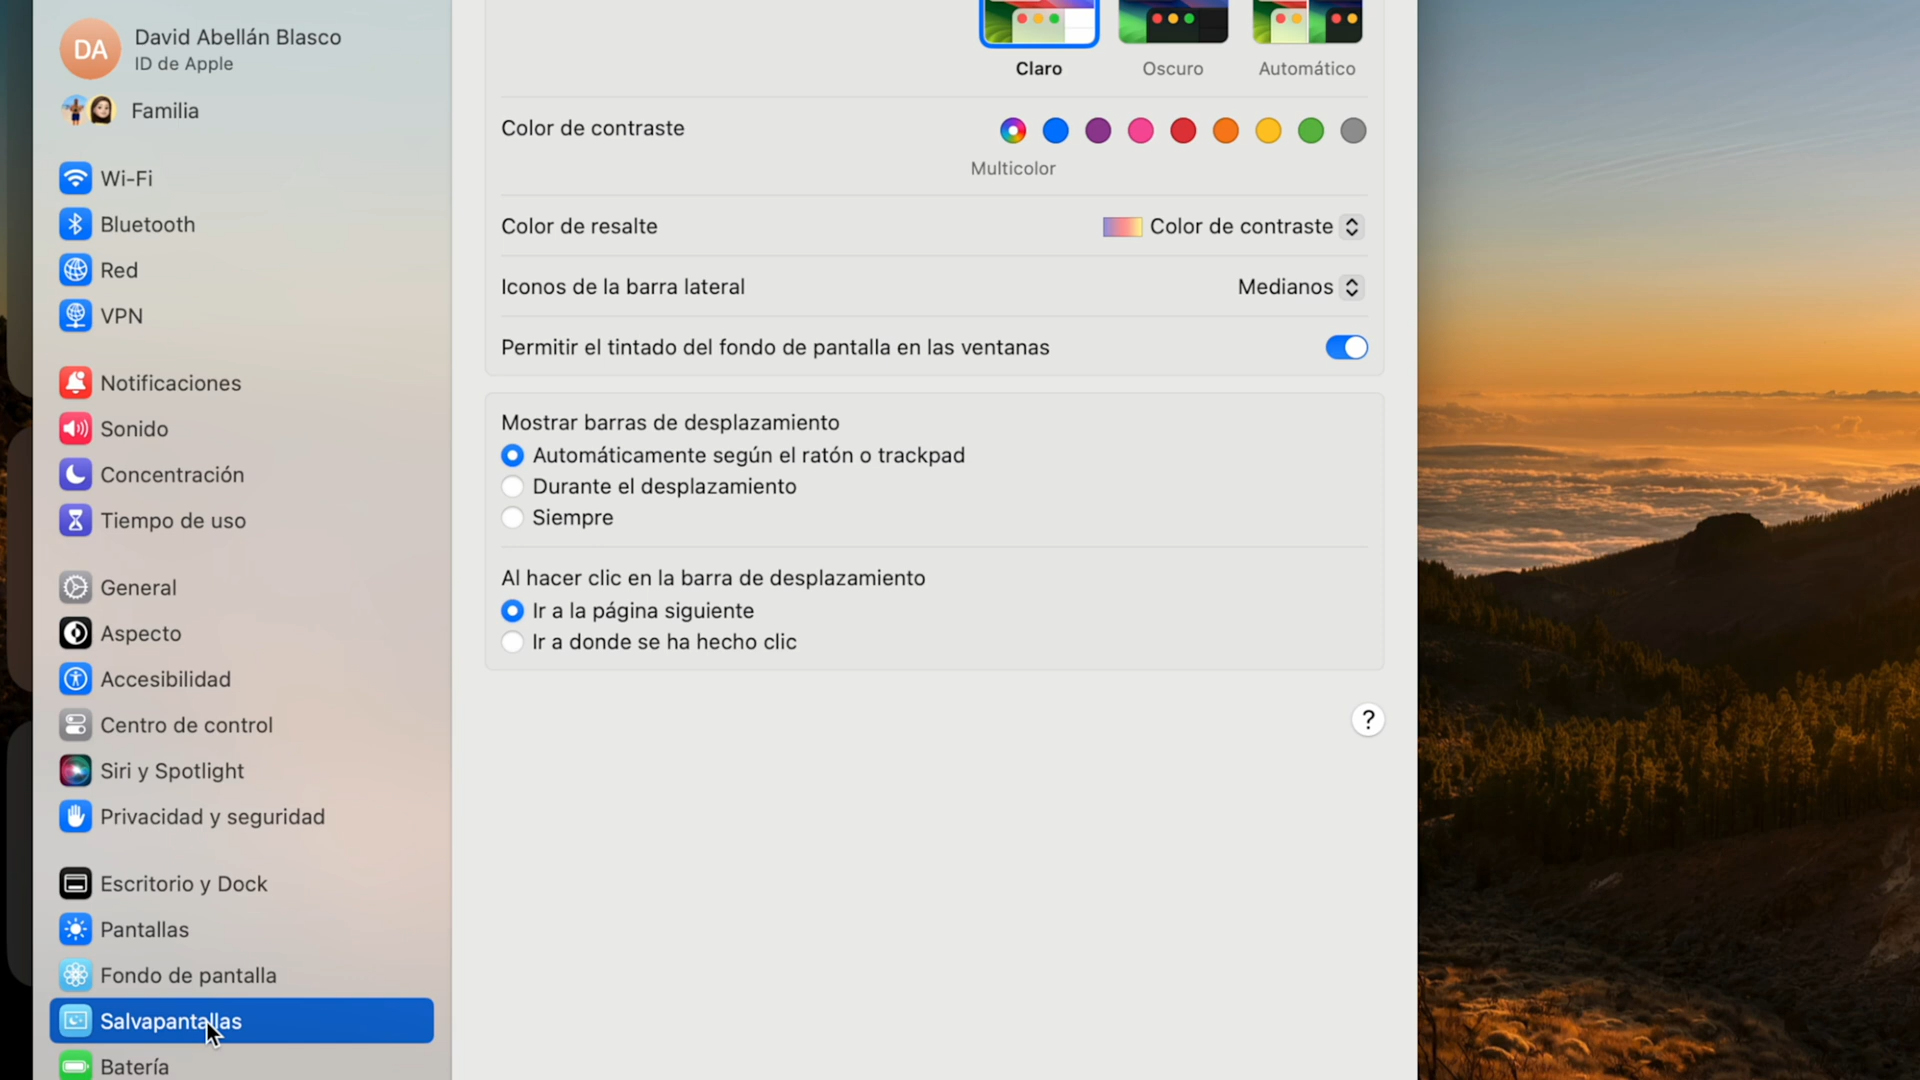 DA
David Abellán Blasco
ID de Apple
Familia
Wi-Fi
Bluetooth
Red
VPN
Notificaciones
Sonido
Concentración
Tiempo de uso
General
Aspecto
Accesibilidad
Centro de control
Siri y Spotlight
Privacidad y seguridad
Escritorio y Dock
Pantallas
Fondo de pantalla
Salvapantallas
Batería
Claro
Oscuro
Automático
Color de contraste
Multicolor
Color de resalte
Color de contraste
Iconos de la barra lateral
Medianos
Permitir el tintado del fondo de pantalla en las ventanas
Mostrar barras de desplazamiento
Automáticamente según el ratón o trackpad
Durante el desplazamiento
Siempre
Al hacer clic en la barra de desplazamiento
Ir a la página siguiente
Ir a donde se ha hecho clic
?